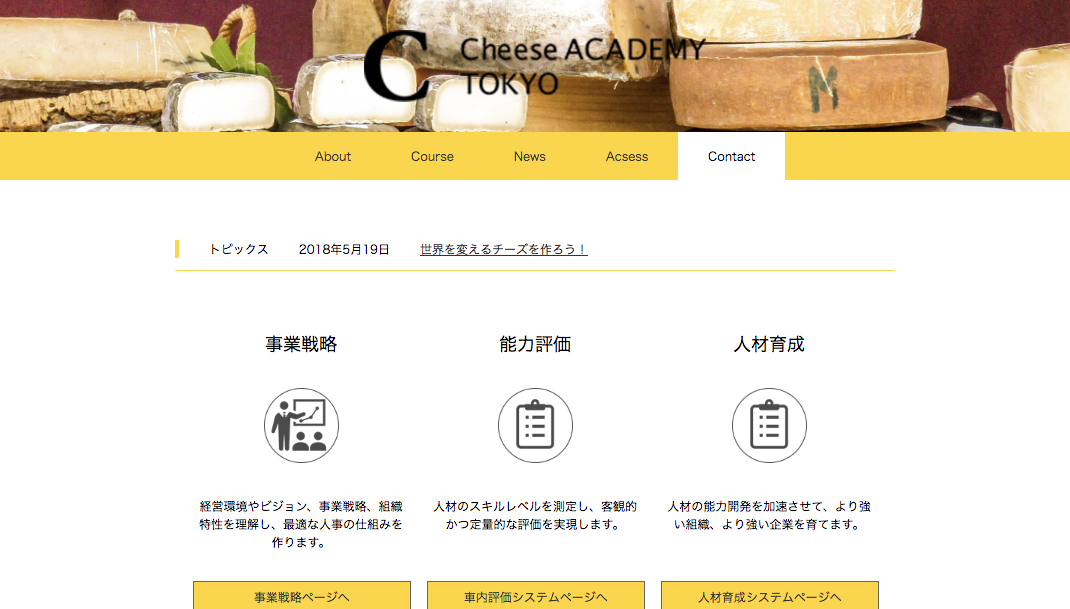 Cheese ACADEMY
TOKYO
About Course News Acsess Contact
トピックス 2018年5月19日 世界を変えるチーズを作ろう！
事業戦略 能力評価 人材育成
経営環境やビジョン、事業戦略、組織
特性を理解し、最適な人事の仕組みを
作ります。
人材のスキルレベルを測定し、客観的
かつ定量的な評価を実現します。
人材の能力開発を加速させて、より強
い組織、より強い企業を育てます。
事業戦略ページへ 車内評価システムページへ 人材育成システムページへ